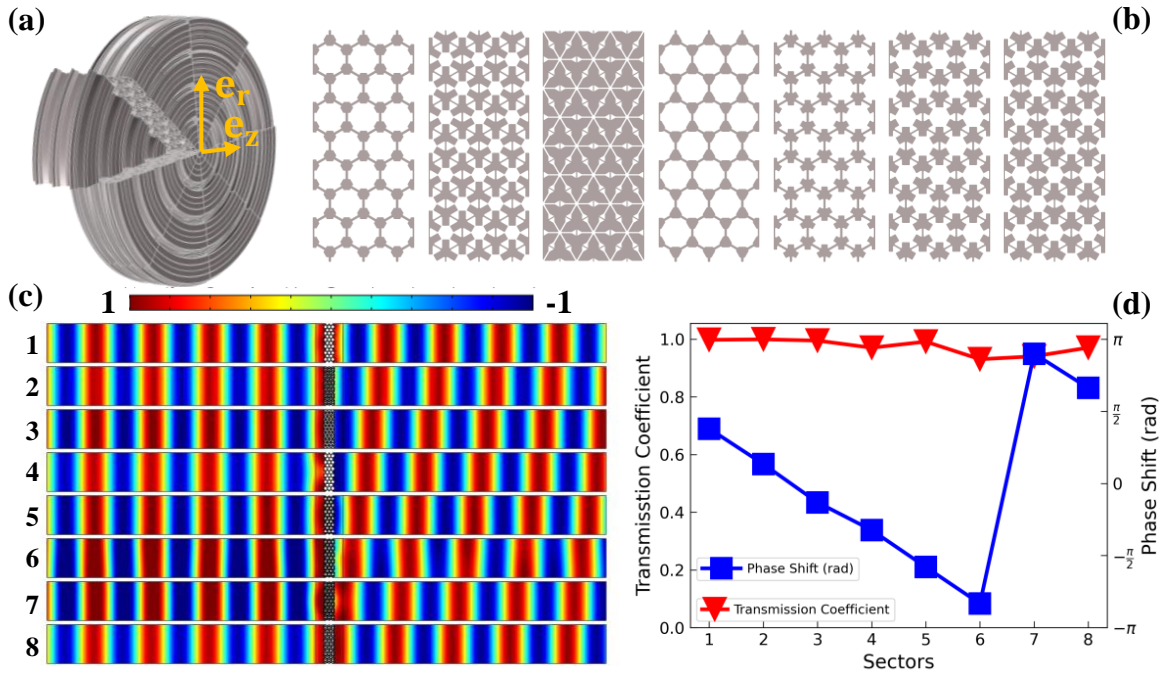 (a)
(b)
e_r
e_z
(c)
1
-1
1
2
3
4
5
6
7
8
(d)
Transmisstion Coefficient
1.0
0.8
0.6
0.4
0.2
0.0
π
π/2
0
−π/2
−π
Phase Shift (rad)
Phase Shift (rad)
Transmission Coefficient
1 2 3 4 5 6 7 8
Sectors